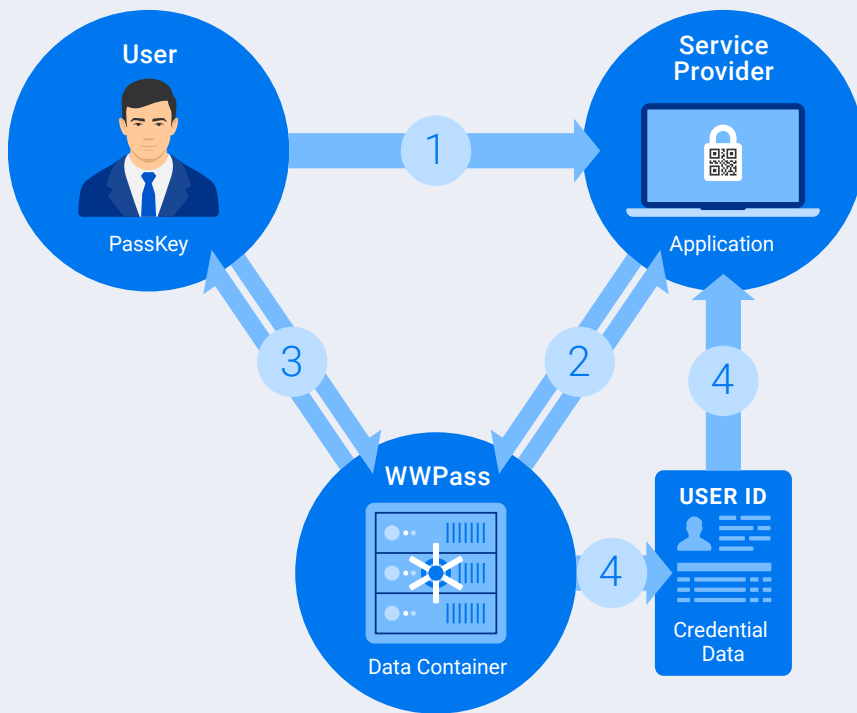 User
PassKey
1
Service
Provider
Application
3
2
4
WWPass
Data Container
4
USER ID
Credential
Data